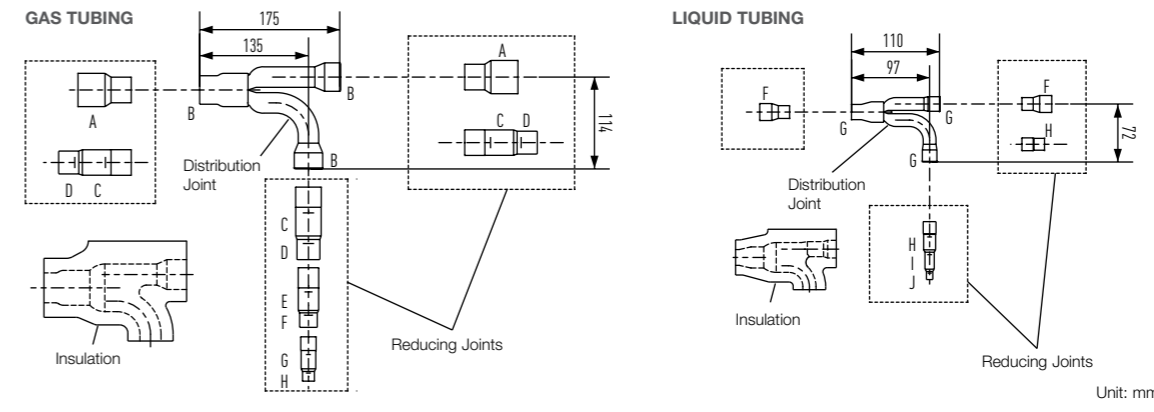 GAS TUBING
175
135
A
B
B
B
A
C D
114
D C
Distribution
Joint
C
D
E
F
G
H
Insulation
Reducing Joints
LIQUID TUBING
110
97
F
G
G
G
F
H
72
Distribution
Joint
H
I
J
Insulation
Reducing Joints
Unit: mm